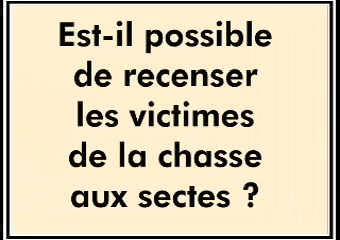 Est-il possible
de recenser
les victimes
de la chasse
aux sectes ?